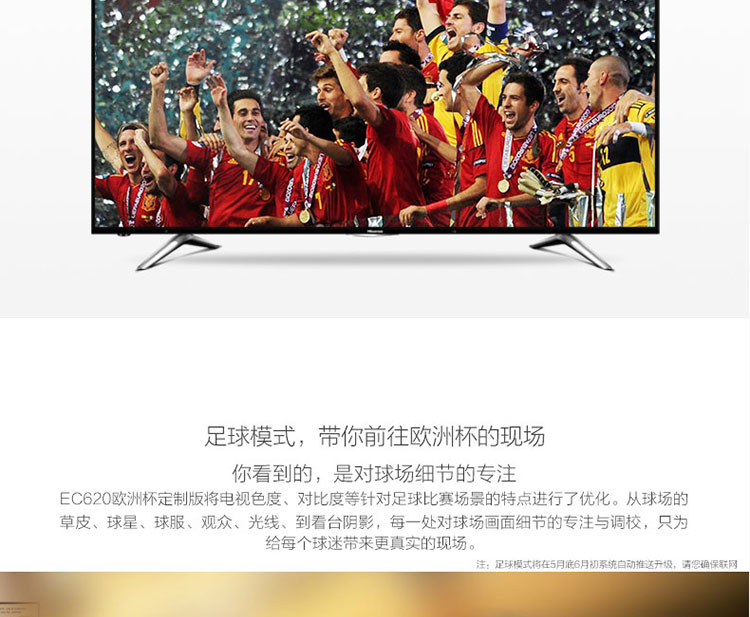 Hisense
足球模式，带你前往欧洲杯的现场
你看到的，是对球场细节的专注
EC620欧洲杯定制版将电视色度、对比度等针对足球比赛场景的特点进行了优化。从球场的
草皮、球星、球服、观众、光线、到看台阴影，每一处对球场画面细节的专注与调校，只为
给每个球迷带来更真实的现场。
注：足球模式将在5月底6月初系统自动推送升级，请您确保联网